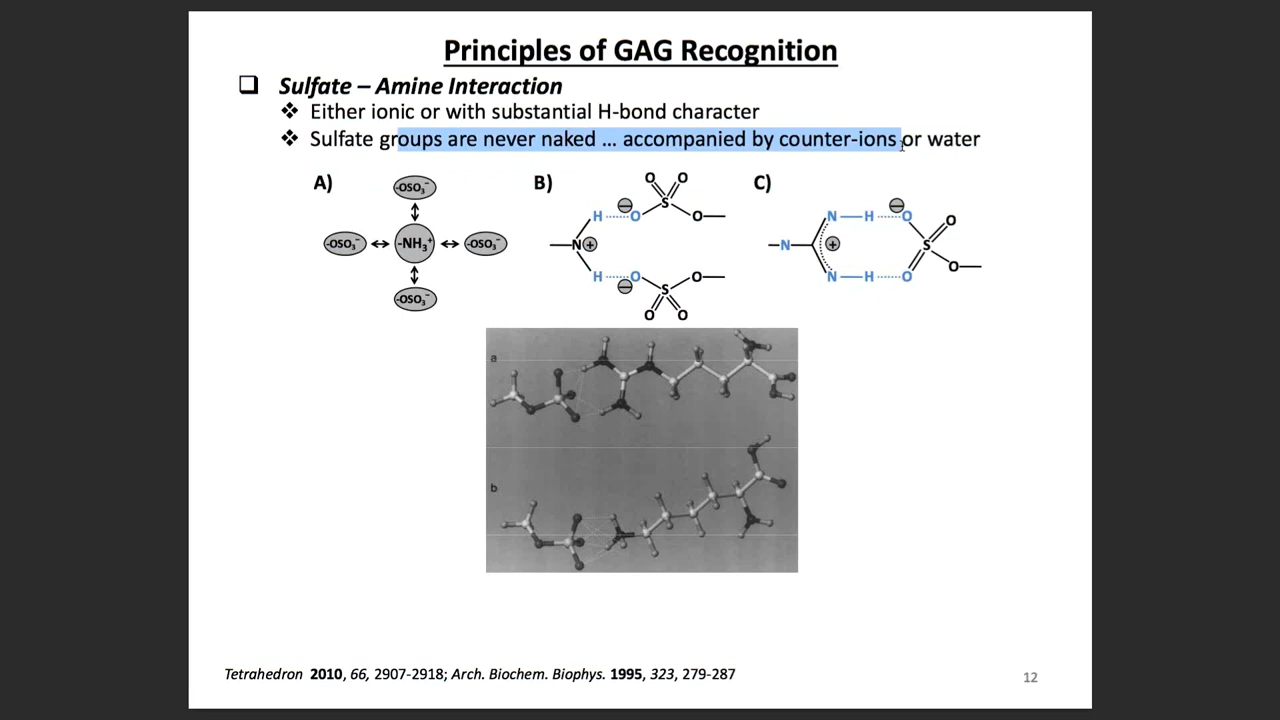 Principles of GAG Recognition
❑ Sulfate – Amine Interaction
❖ Either ionic or with substantial H-bond character
❖ Sulfate groups are never naked ... accompanied by counter-ions or water
A)
-OSO₃⁻
-OSO₃⁻ -NH₃⁺ -OSO₃⁻
-OSO₃⁻
B)
O O
S
H O O
N +
H O O
S
O O
C)
N H O O
N + S
N H O O
a
b
Tetrahedron 2010, 66, 2907-2918; Arch. Biochem. Biophys. 1995, 323, 279-287
12